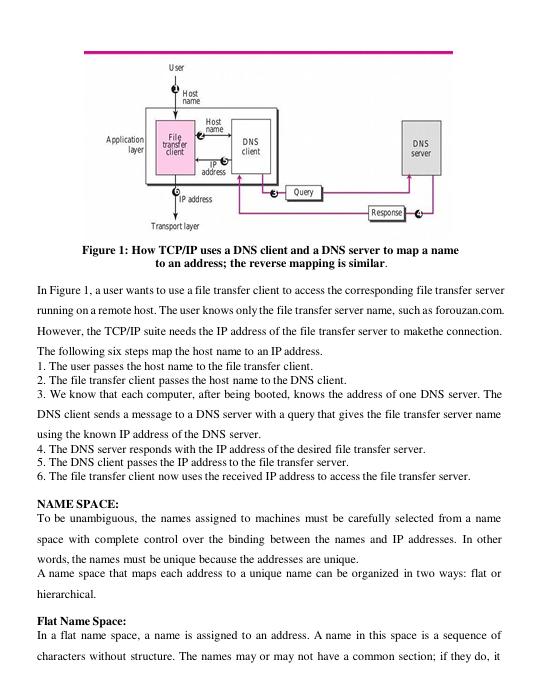 User
1
Host
name
Application
layer
File
transfer
client
Host
name
2
5
IP
address
DNS
client
DNS
server
6
IP address
3
Query
Response
4
Transport layer
Figure 1: How TCP/IP uses a DNS client and a DNS server to map a name
to an address; the reverse mapping is similar.
In Figure 1, a user wants to use a file transfer client to access the corresponding file transfer server
running on a remote host. The user knows only the file transfer server name, such as forouzan.com.
However, the TCP/IP suite needs the IP address of the file transfer server to makethe connection.
The following six steps map the host name to an IP address.
1. The user passes the host name to the file transfer client.
2. The file transfer client passes the host name to the DNS client.
3. We know that each computer, after being booted, knows the address of one DNS server. The
DNS client sends a message to a DNS server with a query that gives the file transfer server name
using the known IP address of the DNS server.
4. The DNS server responds with the IP address of the desired file transfer server.
5. The DNS client passes the IP address to the file transfer server.
6. The file transfer client now uses the received IP address to access the file transfer server.
NAME SPACE:
To be unambiguous, the names assigned to machines must be carefully selected from a name
space with complete control over the binding between the names and IP addresses. In other
words, the names must be unique because the addresses are unique.
A name space that maps each address to a unique name can be organized in two ways: flat or
hierarchical.
Flat Name Space:
In a flat name space, a name is assigned to an address. A name in this space is a sequence of
characters without structure. The names may or may not have a common section; if they do, it